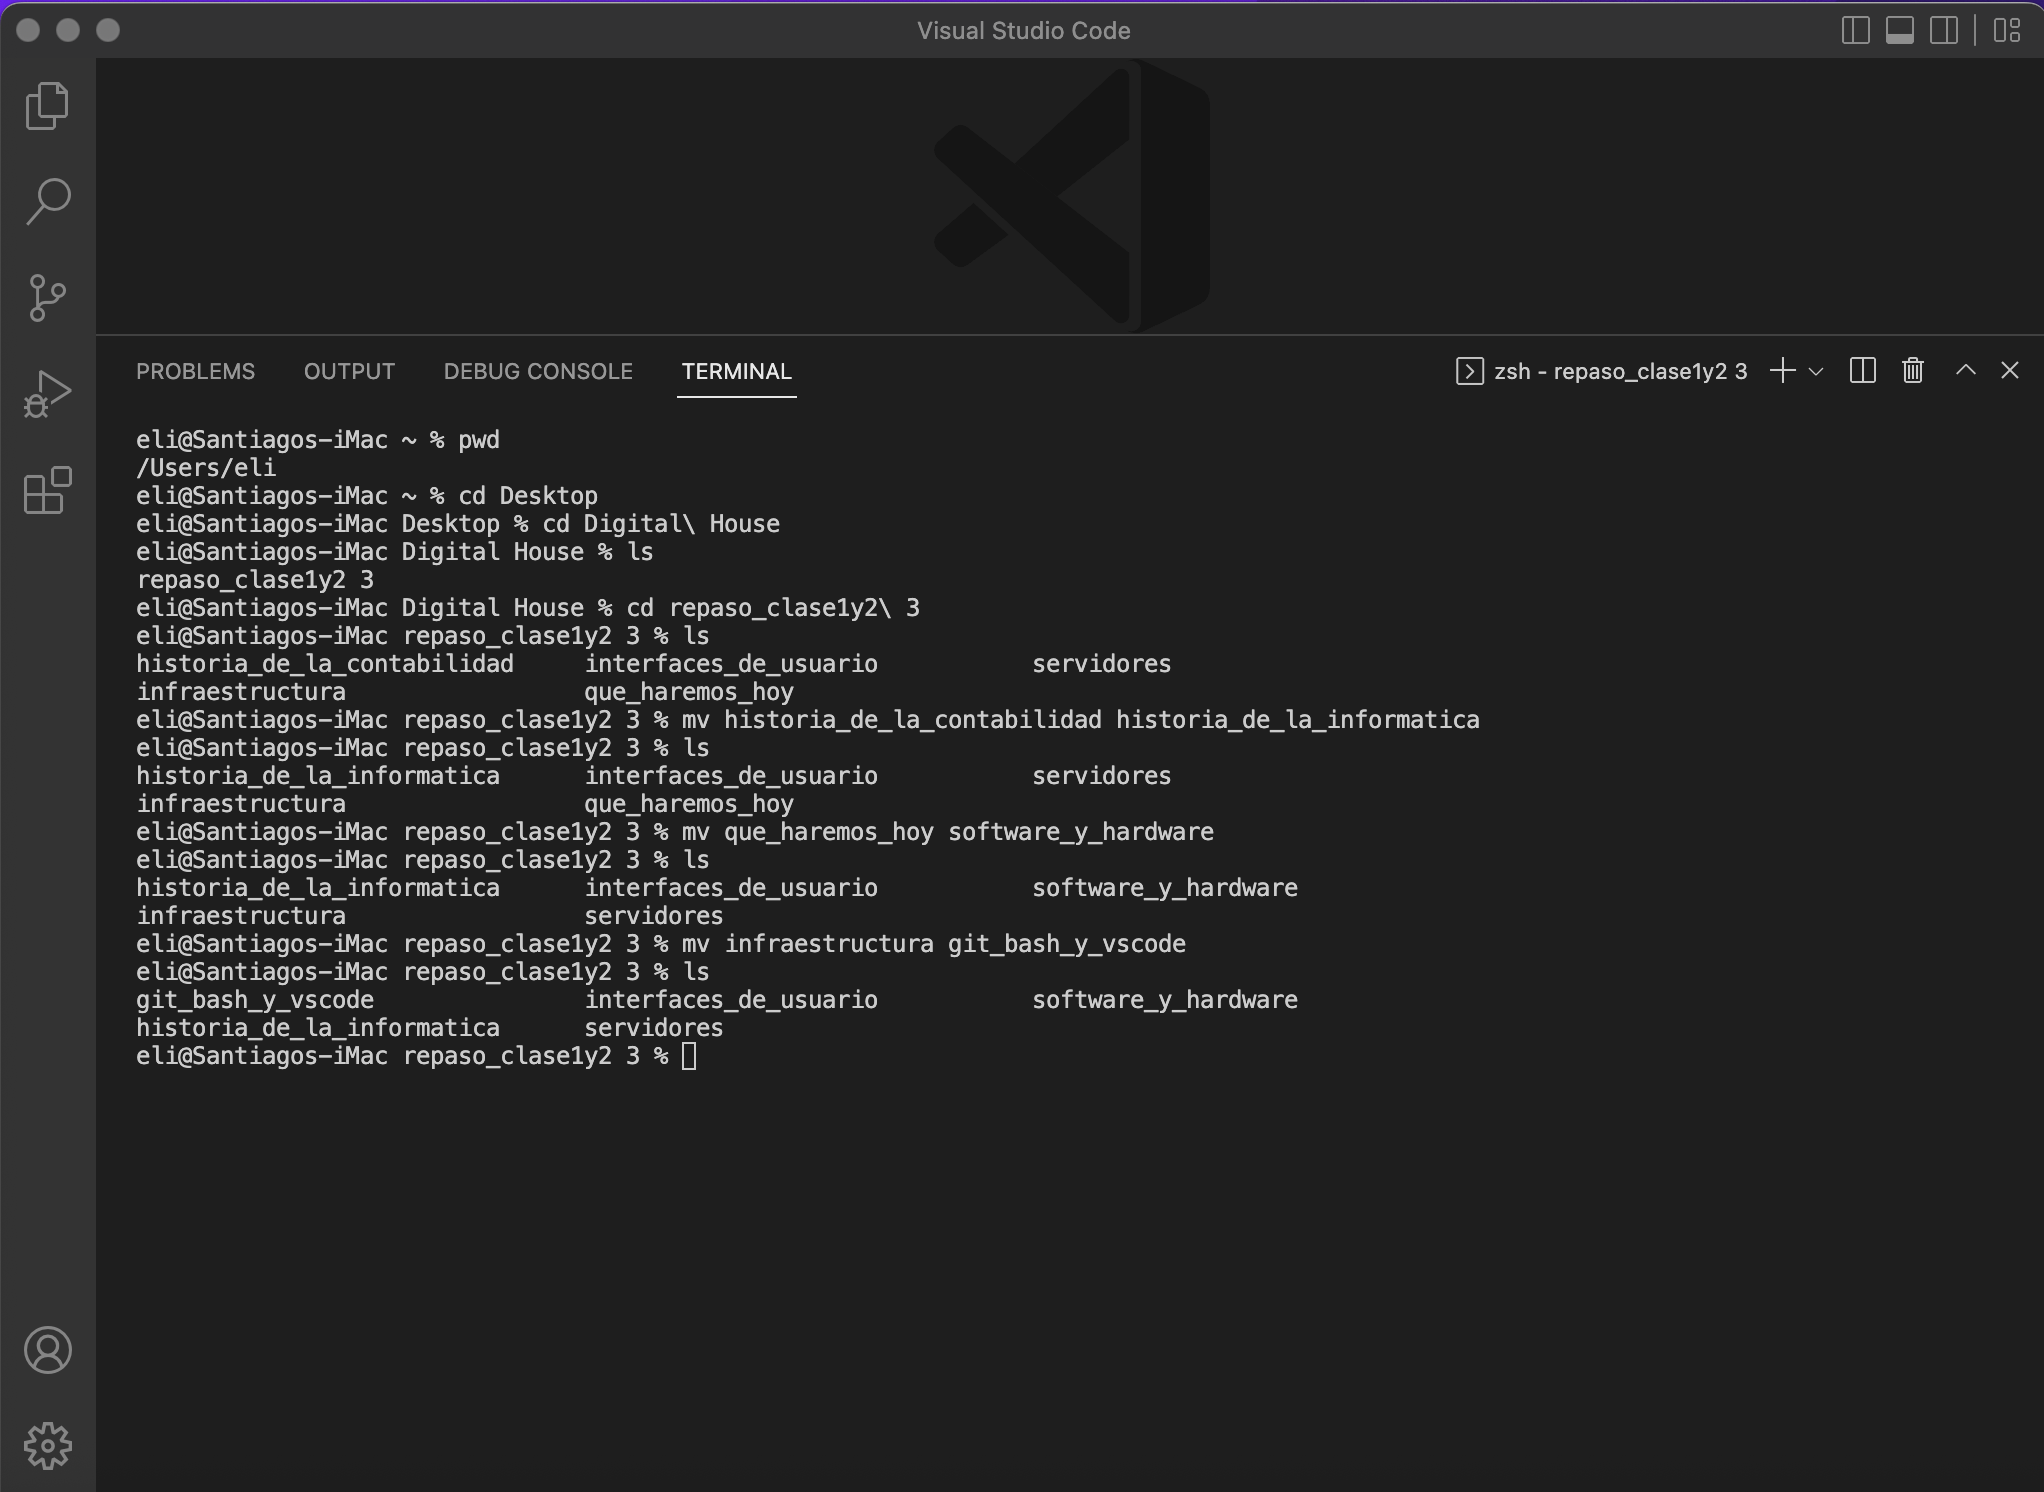 Visual Studio Code
PROBLEMS OUTPUT DEBUG CONSOLE TERMINAL zsh - repaso_clase1y2 3
eli@Santiagos-iMac ~ % pwd
/Users/eli
eli@Santiagos-iMac ~ % cd Desktop
eli@Santiagos-iMac Desktop % cd Digital\ House
eli@Santiagos-iMac Digital House % ls
repaso_clase1y2 3
eli@Santiagos-iMac Digital House % cd repaso_clase1y2\ 3
eli@Santiagos-iMac repaso_clase1y2 3 % ls
historia_de_la_contabilidad interfaces_de_usuario servidores
infraestructura que_haremos_hoy
eli@Santiagos-iMac repaso_clase1y2 3 % mv historia_de_la_contabilidad historia_de_la_informatica
eli@Santiagos-iMac repaso_clase1y2 3 % ls
historia_de_la_informatica interfaces_de_usuario servidores
infraestructura que_haremos_hoy
eli@Santiagos-iMac repaso_clase1y2 3 % mv que_haremos_hoy software_y_hardware
eli@Santiagos-iMac repaso_clase1y2 3 % ls
historia_de_la_informatica interfaces_de_usuario software_y_hardware
infraestructura servidores
eli@Santiagos-iMac repaso_clase1y2 3 % mv infraestructura git_bash_y_vscode
eli@Santiagos-iMac repaso_clase1y2 3 % ls
git_bash_y_vscode interfaces_de_usuario software_y_hardware
historia_de_la_informatica servidores
eli@Santiagos-iMac repaso_clase1y2 3 %